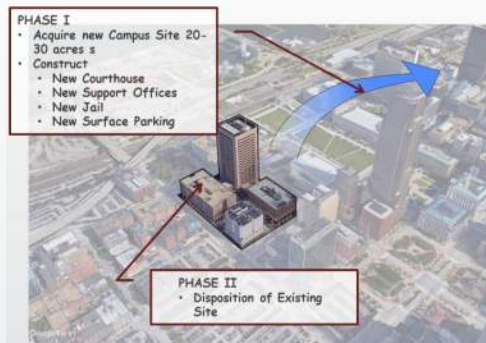 PHASE I
• Acquire new Campus Site 20-
30 acres s
• Construct
• New Courthouse
• New Support Offices
• New Jail
• New Surface Parking
PHASE II
• Disposition of Existing
Site